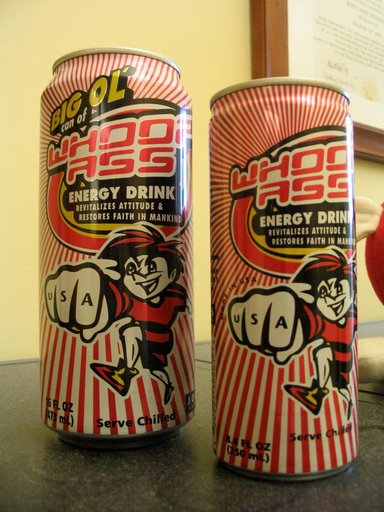 BIG OL'
can of
WHOOP
ASS
ENERGY DRINK
REVITALIZES ATTITUDE &
RESTORES FAITH IN MANKIND
USA
16 FL OZ
(473 mL)
Serve Chilled
WHOOP
ASS
ENERGY DRINK
REVITALIZES ATTITUDE &
RESTORES FAITH IN MANKIND
USA
8.4 FL OZ
(250 mL)
Serve Chilled